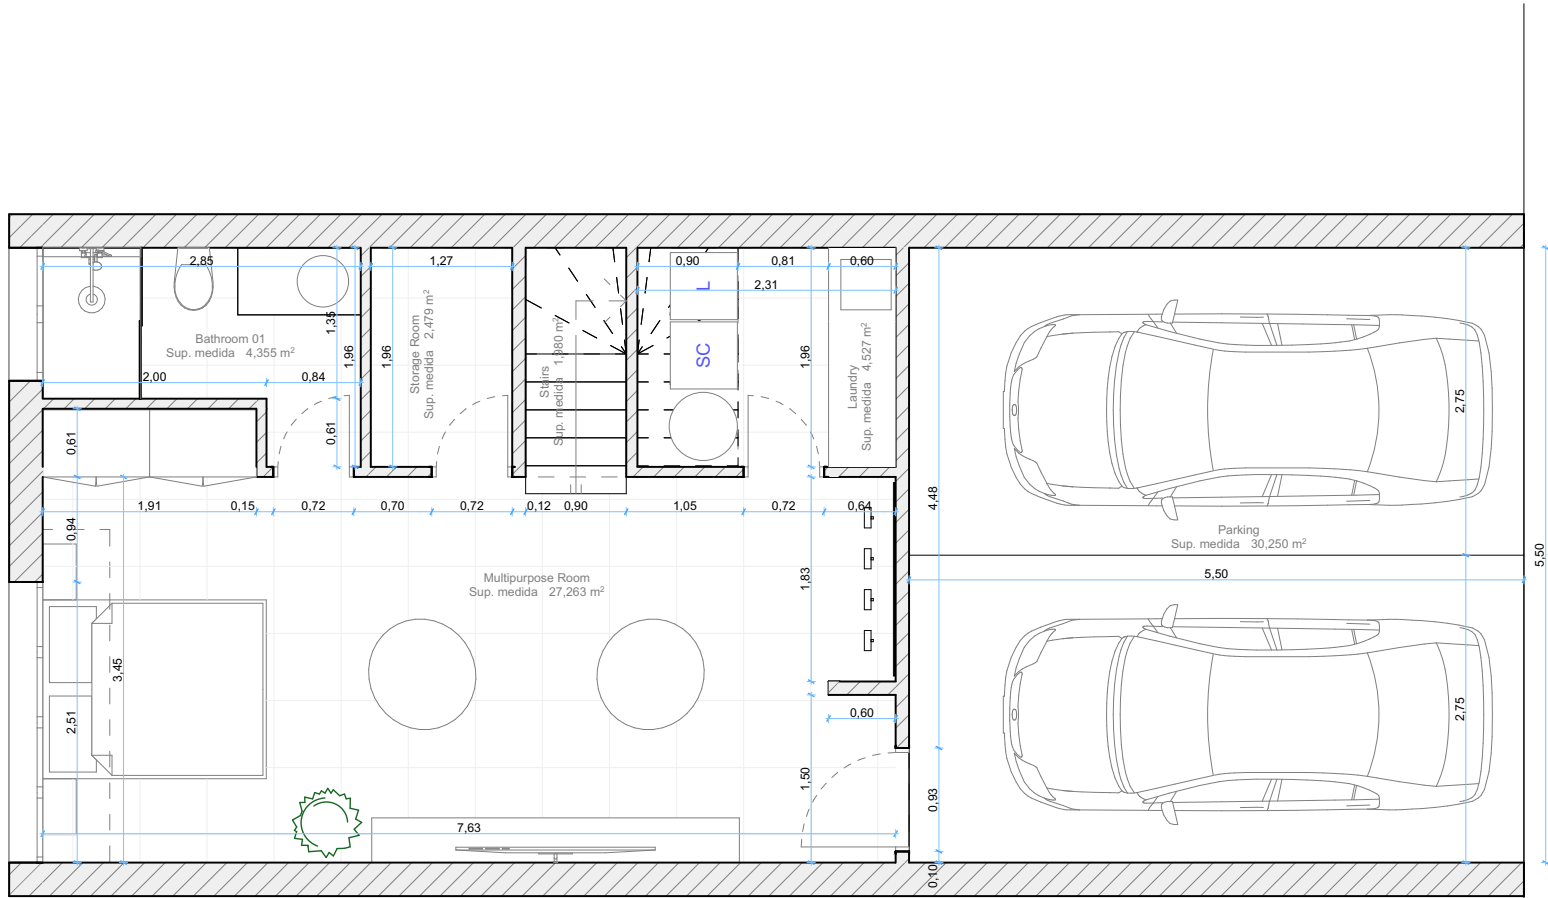 2,85
1,27
0,90
0,81
0,60
2,31
L
1,35
Bathroom 01
Sup. medida 4,355 m²
1,96
1,96
Storage Room
Sup. medida 2,479 m²
Stairs
Sup. medida 1,980 m²
SC
1,96
Laundry
Sup. medida 4,527 m²
2,00
0,84
2,75
0,61
0,61
1,91
0,15
0,72
0,70
0,72
0,12
0,90
1,05
0,72
0,64
4,48
0,94
Parking
Sup. medida 30,250 m²
5,50
5,50
Multipurpose Room
Sup. medida 27,263 m²
1,83
3,45
2,51
0,60
2,75
1,50
0,93
7,63
0,10